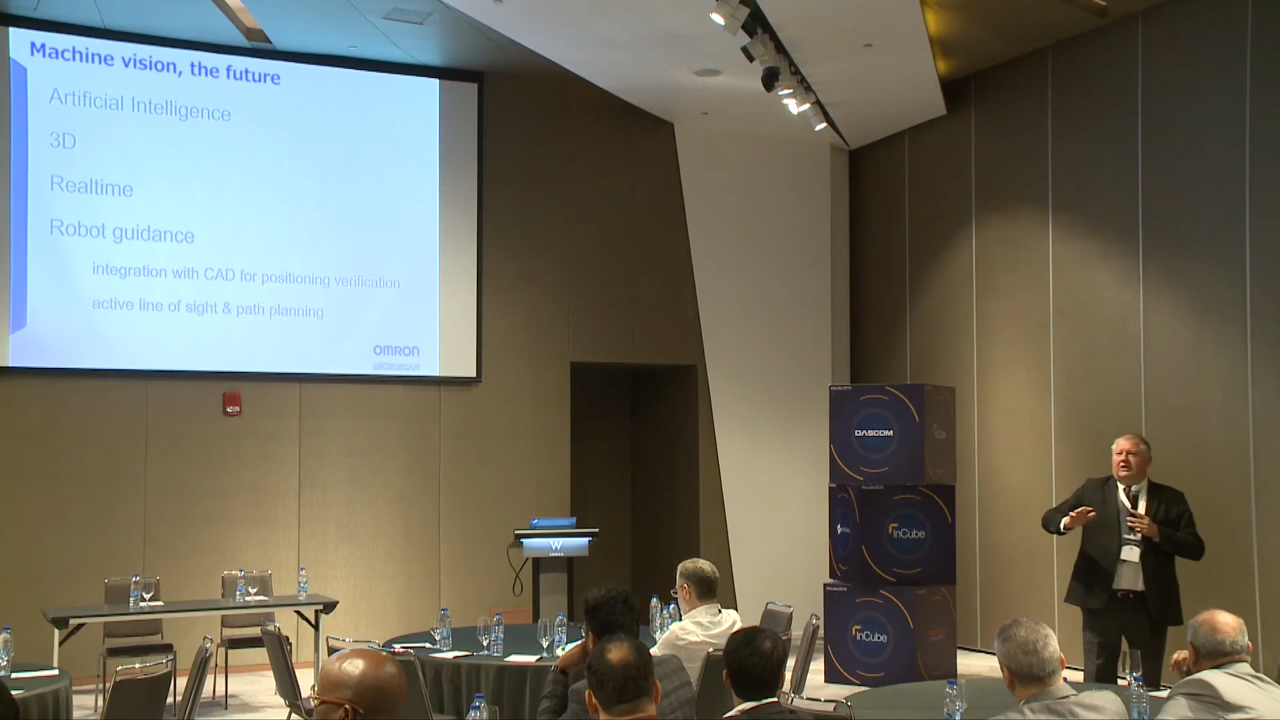 Machine vision, the future
Artificial Intelligence
3D
Realtime
Robot guidance
integration with CAD for positioning verification
active line of sight & path planning
OMRON
MICROSCAN
DASCOM
inCube
inCube
W